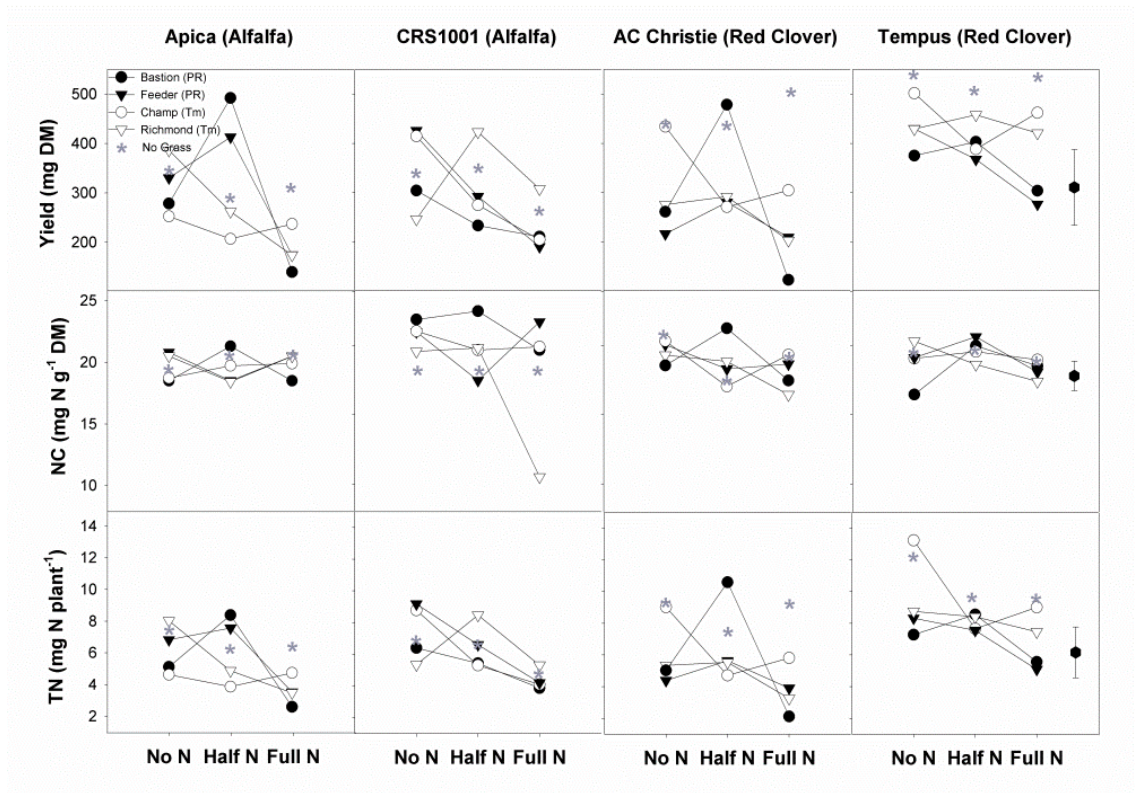 Apica (Alfalfa) CRS1001 (Alfalfa) AC Christie (Red Clover) Tempus (Red Clover)
Bastion (PR)
Feeder (PR)
Champ (Tm)
Richmond (Tm)
* No Grass
Yield (mg DM)
500
400
300
200
NC (mg N g⁻¹ DM)
25
20
15
10
TN (mg N plant⁻¹)
14
12
10
8
6
4
2
No N Half N Full N No N Half N Full N No N Half N Full N No N Half N Full N